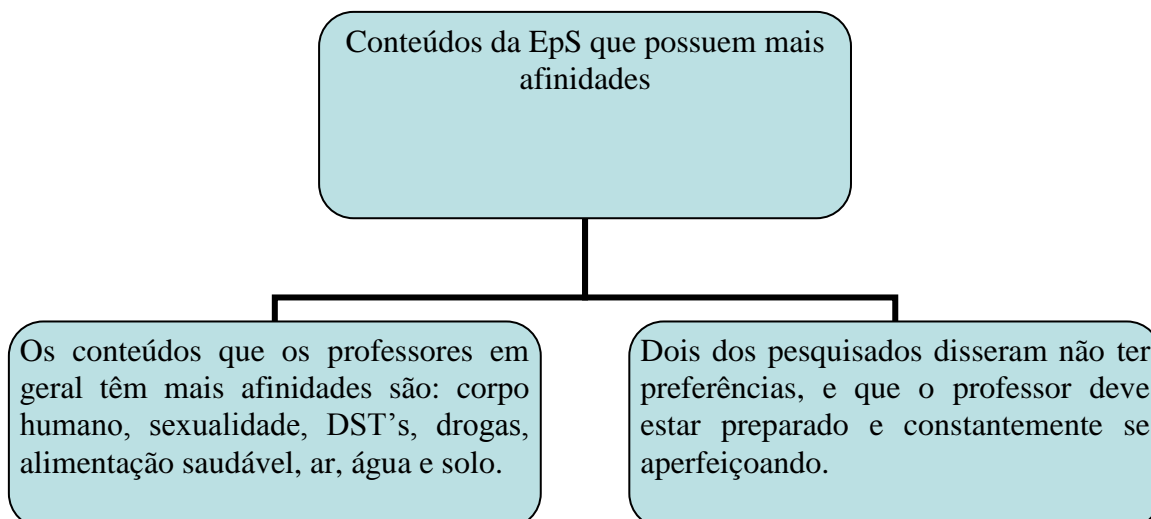 Conteúdos da EpS que possuem mais
afinidades
Os conteúdos que os professores em
geral têm mais afinidades são: corpo
humano, sexualidade, DST’s, drogas,
alimentação saudável, ar, água e solo.
Dois dos pesquisados disseram não ter
preferências, e que o professor deve
estar preparado e constantemente se
aperfeiçoando.